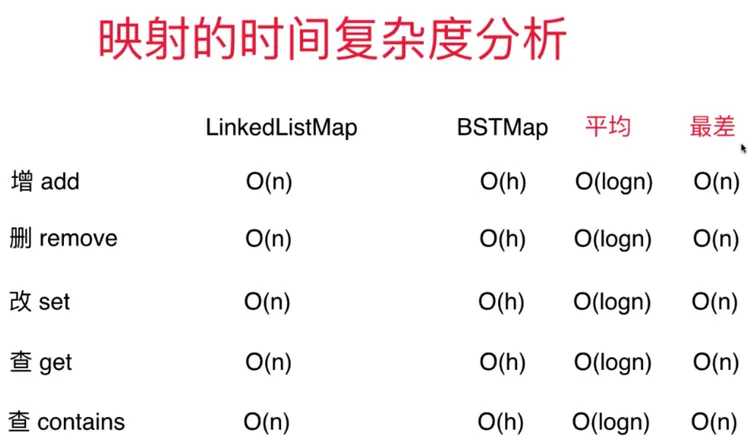 映射的时间复杂度分析
LinkedListMap BSTMap 平均 最差
增 add O(n) O(h) O(logn) O(n)
删 remove O(n) O(h) O(logn) O(n)
改 set O(n) O(h) O(logn) O(n)
查 get O(n) O(h) O(logn) O(n)
查 contains O(n) O(h) O(logn) O(n)